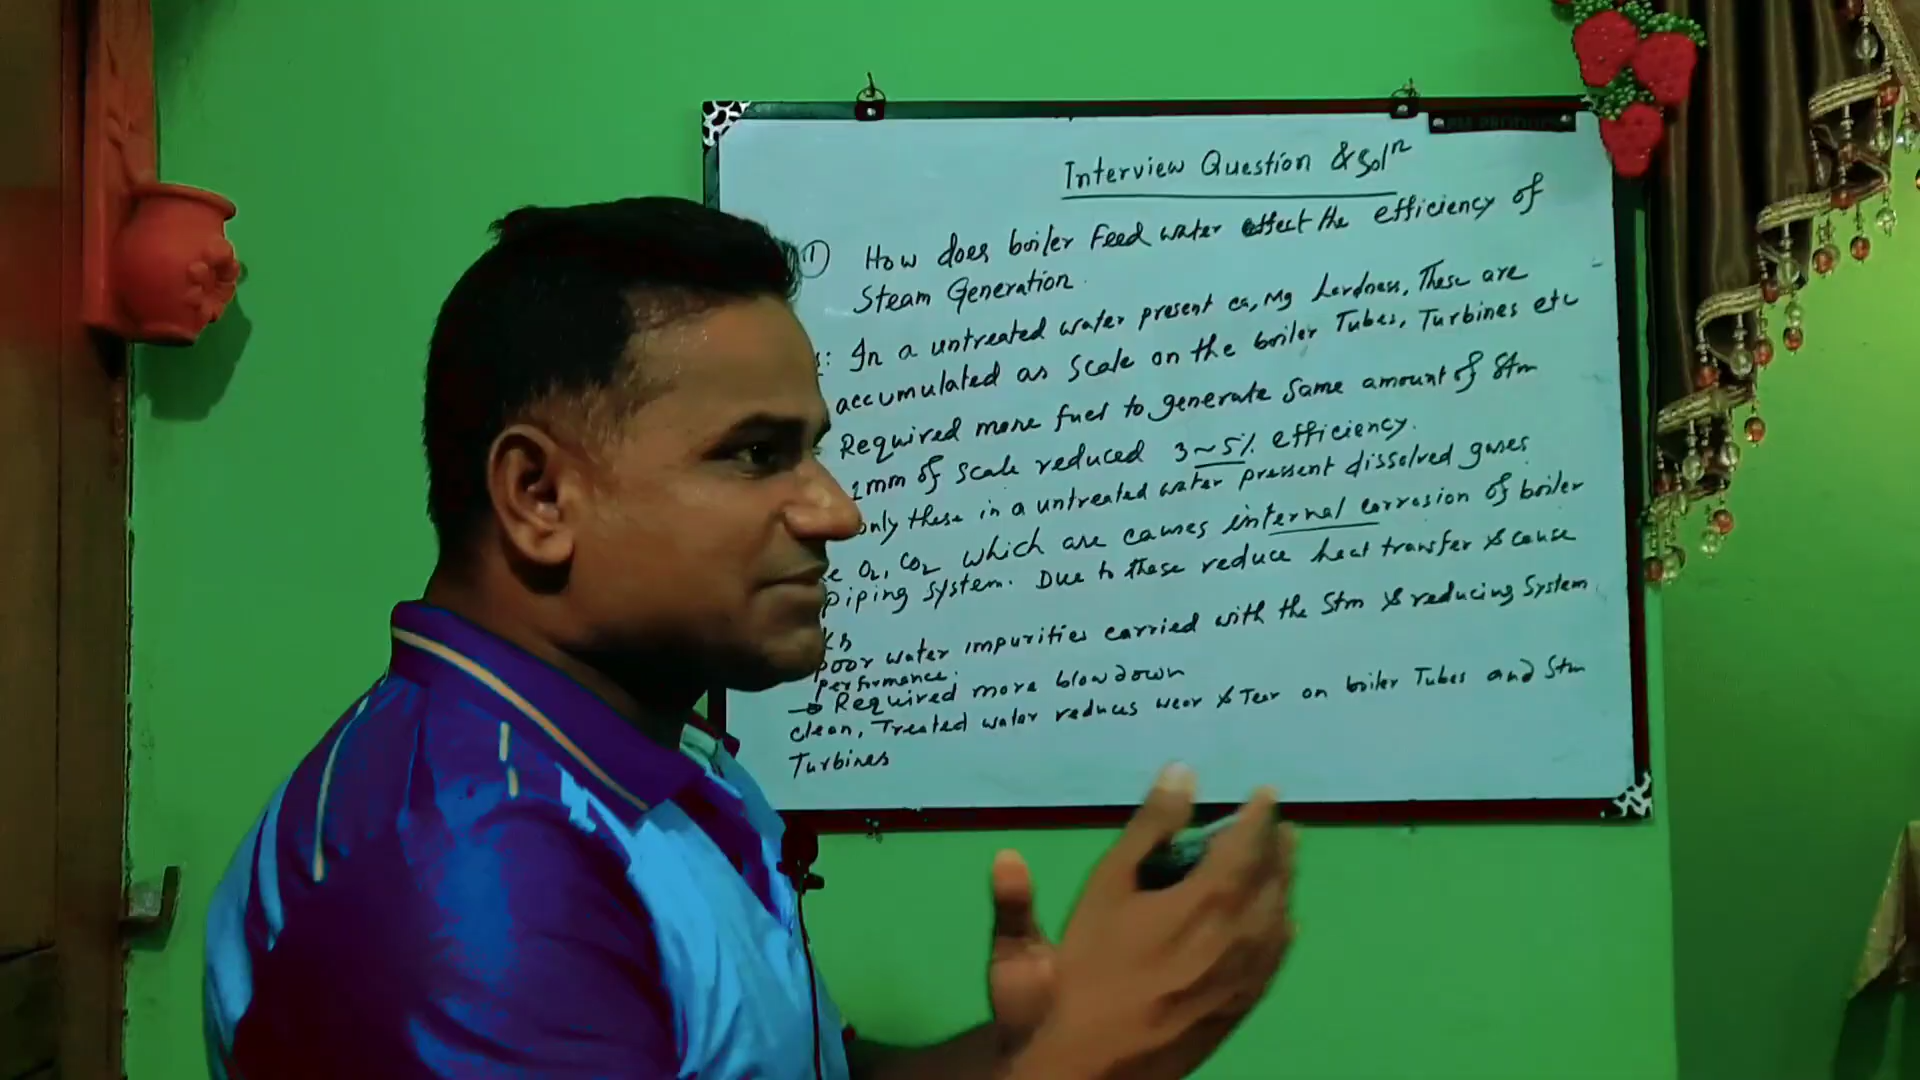 Interview Question & Solⁿ
① How does boiler Feed water effect the efficiency of
Steam Generation.
: In a untreated water present ca, Mg hardness, These are
accumulated as Scale on the boiler Tubes, Turbines etc
Required more fuel to generate Same amount of Stm
1mm of Scale reduced 3~5% efficiency.
only these in a untreated water pressent dissolved gases
O₂, CO₂ which are causes internal corrosion of boiler
piping system. Due to these reduce heat transfer & cause
ks
poor water impurities carried with the Stm & reducing System
performance.
→ Required more blowdown
clean, Treated water reduces wear & Tear on boiler Tubes and Stm
Turbines